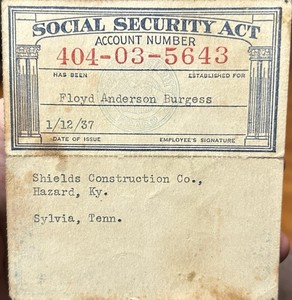 SOCIAL SECURITY ACT
ACCOUNT NUMBER
404-03-5643
HAS BEEN ESTABLISHED FOR
Floyd Anderson Burgess
1/12/37
DATE OF ISSUE EMPLOYEE'S SIGNATURE
Shields Construction Co.,
Hazard, Ky.
Sylvia, Tenn.